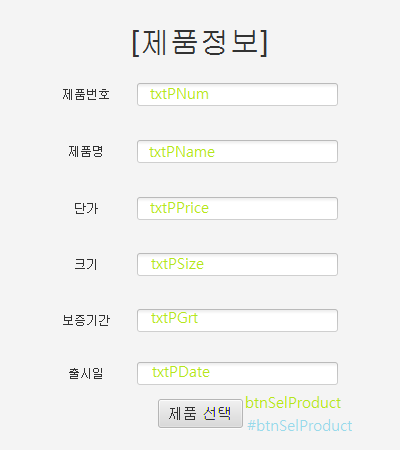 [제품정보]
제품번호 txtPNum
제품명 txtPName
단가 txtPPrice
크기 txtPSize
보증기간 txtPGrt
출시일 txtPDate
제품 선택 btnSelProduct
#btnSelProduct